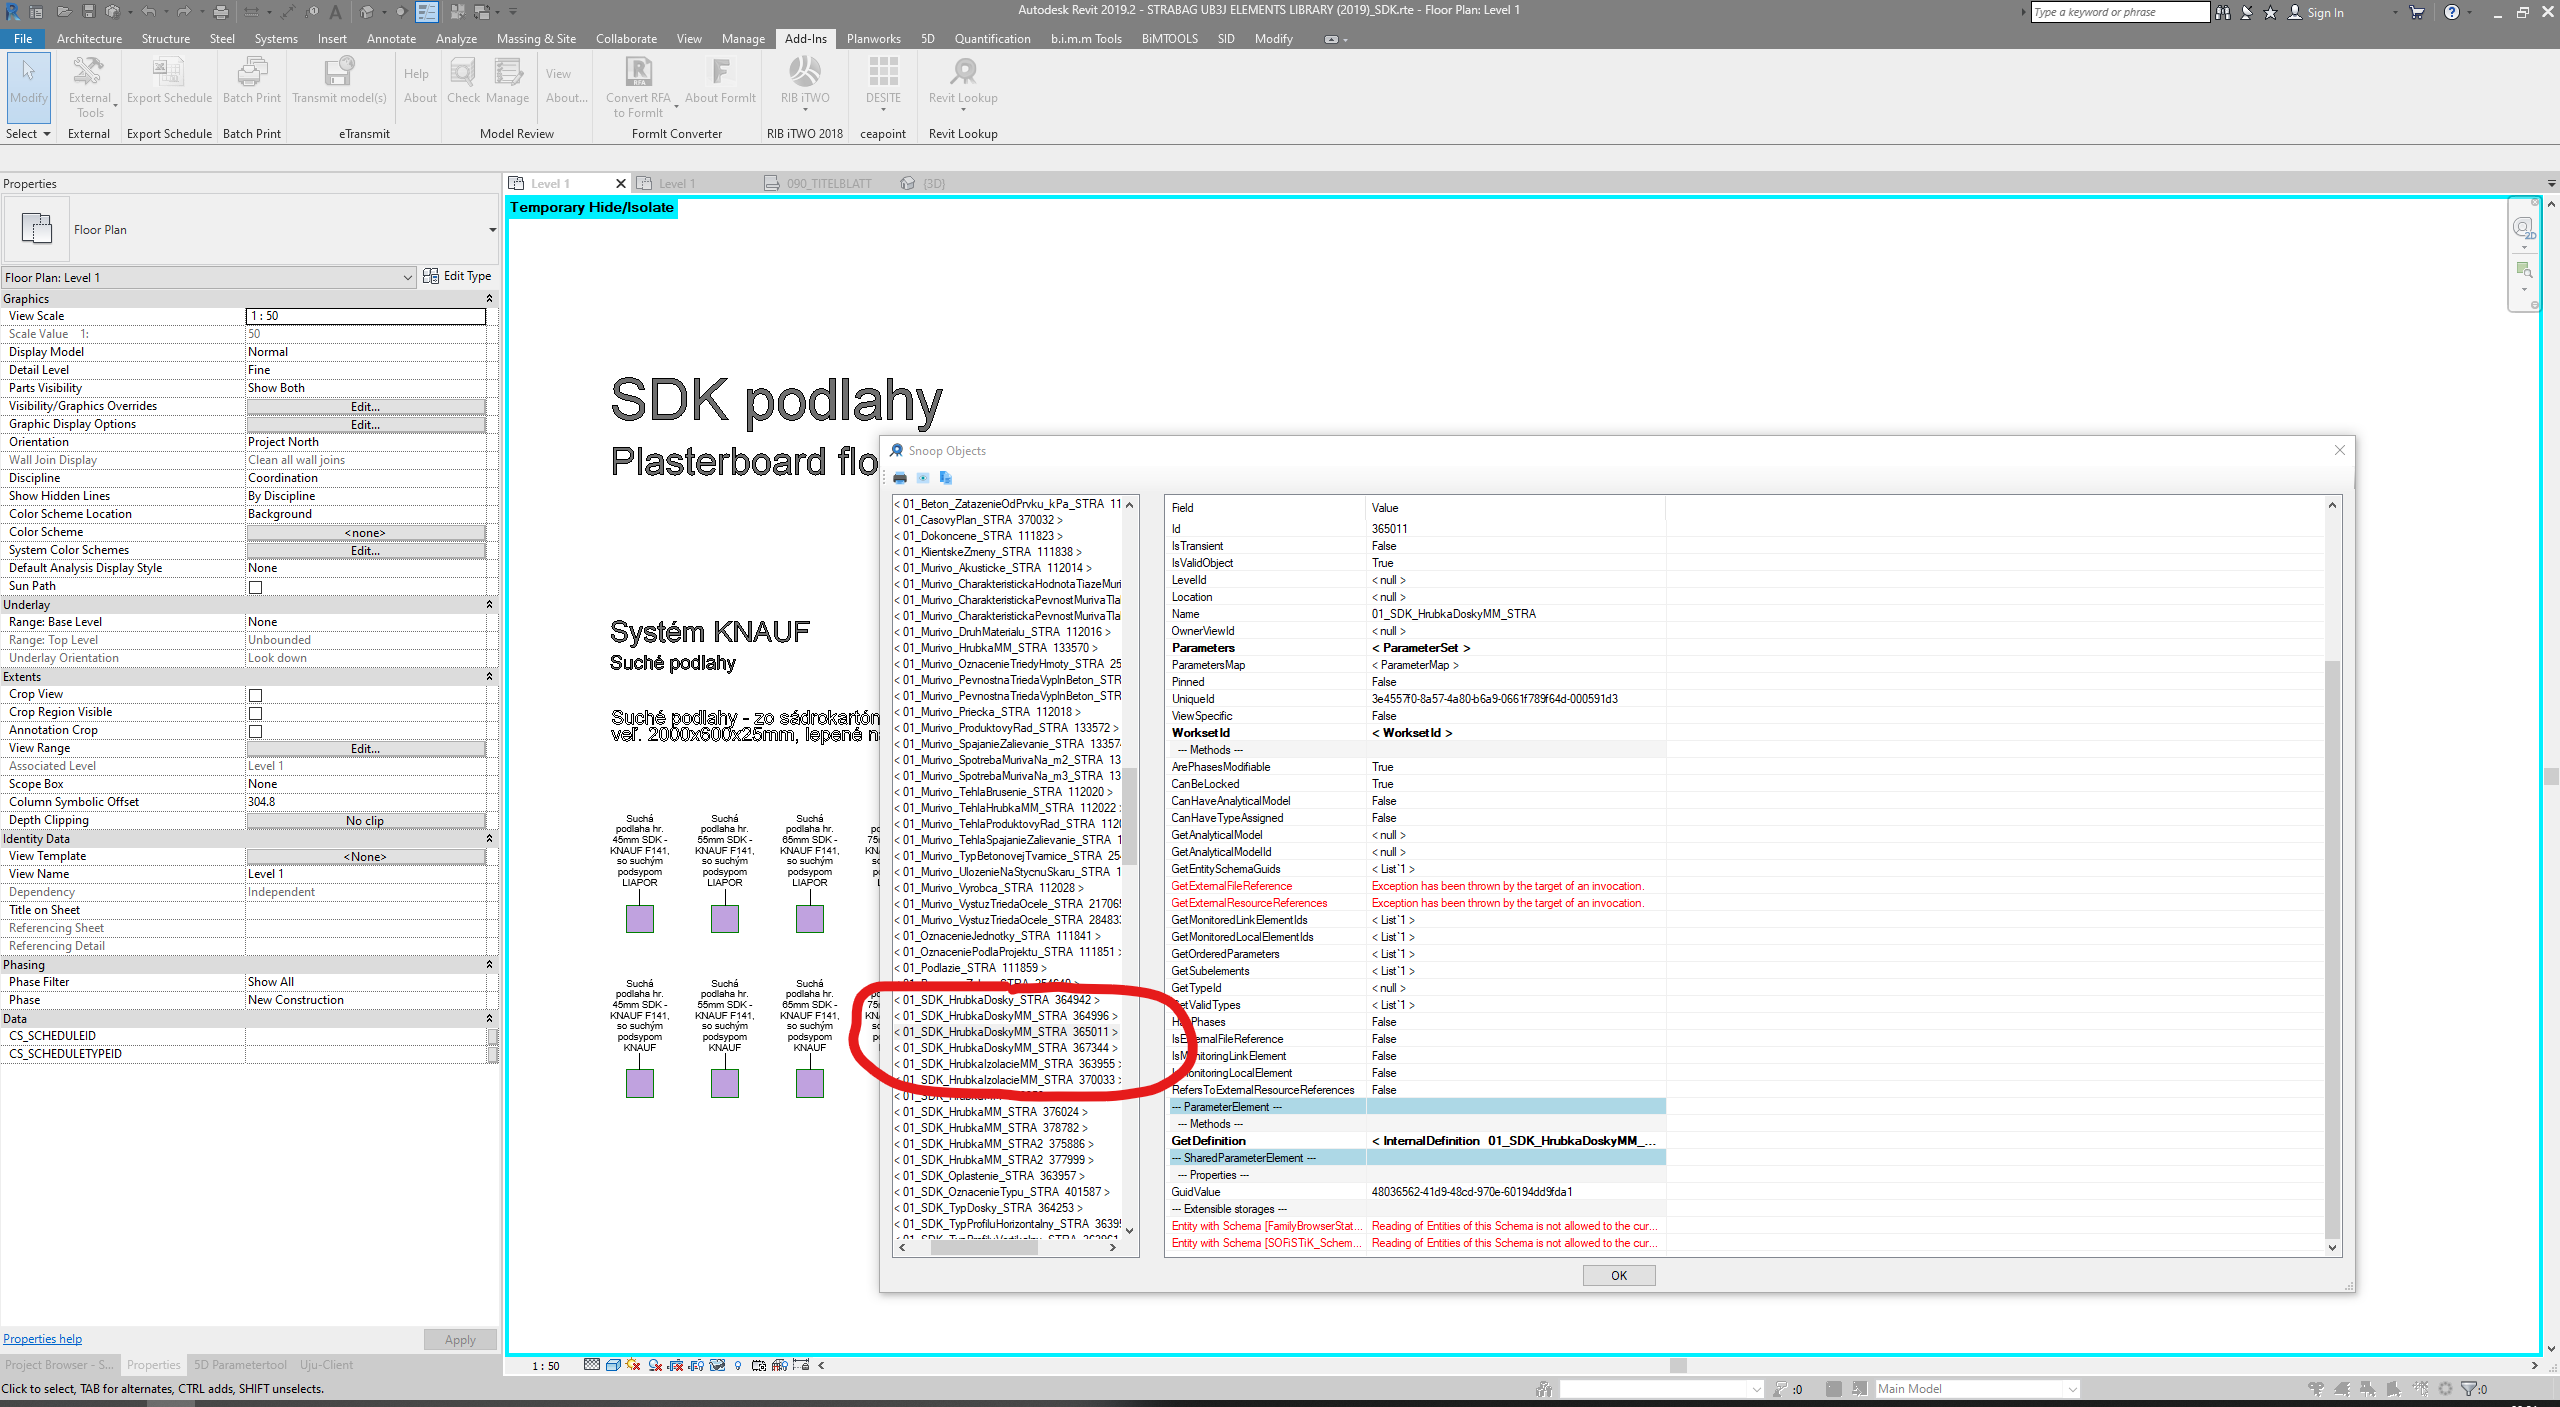 Autodesk Revit 2019.2 - STRABAG UB3J ELEMENTS LIBRARY (2019)_SDK.rte - Floor Plan: Level 1
Type a keyword or phrase
Sign In
File Architecture Structure Steel Systems Insert Annotate Analyze Massing & Site Collaborate View Manage Add-Ins Planworks 5D Quantification b.i.m.m Tools BiMTOOLS SID Modify
Modify
External Tools
Export Schedule
Batch Print
Transmit model(s)
Help
About
Check
Manage
View
About...
Convert RFA to FormIt
About FormIt
RIB iTWO
DESITE
Revit Lookup
Select External Export Schedule Batch Print eTransmit Model Review FormIt Converter RIB iTWO 2018 ceapoint Revit Lookup
Properties
Floor Plan
Floor Plan: Level 1
Edit Type
Graphics
View Scale 1 : 50
Scale Value 1: 50
Display Model Normal
Detail Level Fine
Parts Visibility Show Both
Visibility/Graphics Overrides Edit...
Graphic Display Options Edit...
Orientation Project North
Wall Join Display Clean all wall joins
Discipline Coordination
Show Hidden Lines By Discipline
Color Scheme Location Background
Color Scheme <none>
System Color Schemes Edit...
Default Analysis Display Style None
Sun Path
Underlay
Range: Base Level None
Range: Top Level Unbounded
Underlay Orientation Look down
Extents
Crop View
Crop Region Visible
Annotation Crop
View Range Edit...
Associated Level Level 1
Scope Box None
Column Symbolic Offset 304.8
Depth Clipping No clip
Identity Data
View Template <None>
View Name Level 1
Dependency Independent
Title on Sheet
Referencing Sheet
Referencing Detail
Phasing
Phase Filter Show All
Phase New Construction
Data
CS_SCHEDULEID
CS_SCHEDULETYPEID
Properties help
Apply
Project Browser - S... Properties 5D Parametertool Uju-Client
Click to select, TAB for alternates, CTRL adds, SHIFT unselects.
Level 1 Level 1 090_TITELBLATT {3D}
Temporary Hide/Isolate
2D
SDK podlahy
Plasterboard flo
Systém KNAUF
Suché podlahy
Suché podlahy - zo sádrokartón
veľ. 2000x600x25mm, lepené na
Suchá
podlaha hr.
45mm SDK -
KNAUF F141,
so suchým
podsypom
LIAPOR
Suchá
podlaha hr.
55mm SDK -
KNAUF F141,
so suchým
podsypom
LIAPOR
Suchá
podlaha hr.
65mm SDK -
KNAUF F141,
so suchým
podsypom
LIAPOR
Suchá
podlaha hr.
45mm SDK -
KNAUF F141,
so suchým
podsypom
KNAUF
Suchá
podlaha hr.
55mm SDK -
KNAUF F141,
so suchým
podsypom
KNAUF
Suchá
podlaha hr.
65mm SDK -
KNAUF F141,
so suchým
podsypom
KNAUF
Snoop Objects
< 01_Beton_ZatazenieOdPrvku_kPa_STRA 11
< 01_CasovyPlan_STRA 370032 >
< 01_Dokoncene_STRA 111823 >
< 01_KlientskeZmeny_STRA 111838 >
< 01_Murivo_Akusticke_STRA 112014 >
< 01_Murivo_CharakteristickaHodnotaTiazeMuri
< 01_Murivo_CharakteristickaPevnostMurivaTla
< 01_Murivo_CharakteristickaPevnostMurivaTla
< 01_Murivo_DruhMaterialu_STRA 112016 >
< 01_Murivo_HrubkaMM_STRA 133570 >
< 01_Murivo_OznacenieTriedyHmoty_STRA 25
< 01_Murivo_PevnostnaTriedaVyplnBeton_STR
< 01_Murivo_PevnostnaTriedaVyplnBeton_STR
< 01_Murivo_Priecka_STRA 112018 >
< 01_Murivo_ProduktovyRad_STRA 133572 >
< 01_Murivo_SpajanieZalievanie_STRA 133574
< 01_Murivo_SpotrebaMurivaNa_m2_STRA 13
< 01_Murivo_SpotrebaMurivaNa_m3_STRA 13
< 01_Murivo_TehlaBrusenie_STRA 112020 >
< 01_Murivo_TehlaHrubkaMM_STRA 112022 >
< 01_Murivo_TehlaProduktovyRad_STRA 112
< 01_Murivo_TehlaSpajanieZalievanie_STRA 1
< 01_Murivo_TypBetonovejTvarnice_STRA 25
< 01_Murivo_UlozenieNaStycnuSkaru_STRA 1
< 01_Murivo_Vyrobca_STRA 112028 >
< 01_Murivo_VystuzTriedaOcele_STRA 217065
< 01_Murivo_VystuzTriedaOcele_STRA 284833
< 01_OznacenieJednotky_STRA 111841 >
< 01_OznaceniePodlaProjektu_STRA 111851 >
< 01_Podlazie_STRA 111859 >
< 01_SDK_HrubkaDosky_STRA 364942 >
< 01_SDK_HrubkaDoskyMM_STRA 364996 >
< 01_SDK_HrubkaDoskyMM_STRA 365011 >
< 01_SDK_HrubkaDoskyMM_STRA 367344 >
< 01_SDK_HrubkaIzolacieMM_STRA 363955 >
< 01_SDK_HrubkaIzolacieMM_STRA 370033 >
< 01_SDK_HrubkaMM_STRA 376024 >
< 01_SDK_HrubkaMM_STRA 378782 >
< 01_SDK_HrubkaMM_STRA2 375886 >
< 01_SDK_HrubkaMM_STRA2 377999 >
< 01_SDK_Oplastenie_STRA 363957 >
< 01_SDK_OznacenieTypu_STRA 401587 >
< 01_SDK_TypDosky_STRA 364253 >
< 01_SDK_TypProfiluHorizontalny_STRA 36395
Field Value
Id 365011
IsTransient False
IsValidObject True
LevelId < null >
Location < null >
Name 01_SDK_HrubkaDoskyMM_STRA
OwnerViewId < null >
Parameters < ParameterSet >
ParametersMap < ParameterMap >
Pinned False
UniqueId 3e4557f0-8a57-4a80-b6a9-0661f789f64d-000591d3
ViewSpecific False
WorksetId < WorksetId >
--- Methods ---
ArePhasesModifiable True
CanBeLocked True
CanHaveAnalyticalModel False
CanHaveTypeAssigned False
GetAnalyticalModel < null >
GetAnalyticalModelId < null >
GetEntitySchemaGuids < List`1 >
GetExternalFileReference Exception has been thrown by the target of an invocation.
GetExternalResourceReferences Exception has been thrown by the target of an invocation.
GetMonitoredLinkElementIds < List`1 >
GetMonitoredLocalElementIds < List`1 >
GetOrderedParameters < List`1 >
GetSubelements < List`1 >
GetTypeId < null >
GetValidTypes < List`1 >
HasPhases False
IsExternalFileReference False
IsMonitoringLinkElement False
IsMonitoringLocalElement False
RefersToExternalResourceReferences False
--- ParameterElement ---
--- Methods ---
GetDefinition < InternalDefinition 01_SDK_HrubkaDoskyMM_...
--- SharedParameterElement ---
--- Properties ---
GuidValue 48036562-41d9-48cd-970e-60194dd9fda1
--- Extensible storages ---
Entity with Schema [FamilyBrowserStat... Reading of Entities of this Schema is not allowed to the cur...
Entity with Schema [SOFiSTiK_Schem... Reading of Entities of this Schema is not allowed to the cur...
OK
1 : 50
:0
Main Model
:0